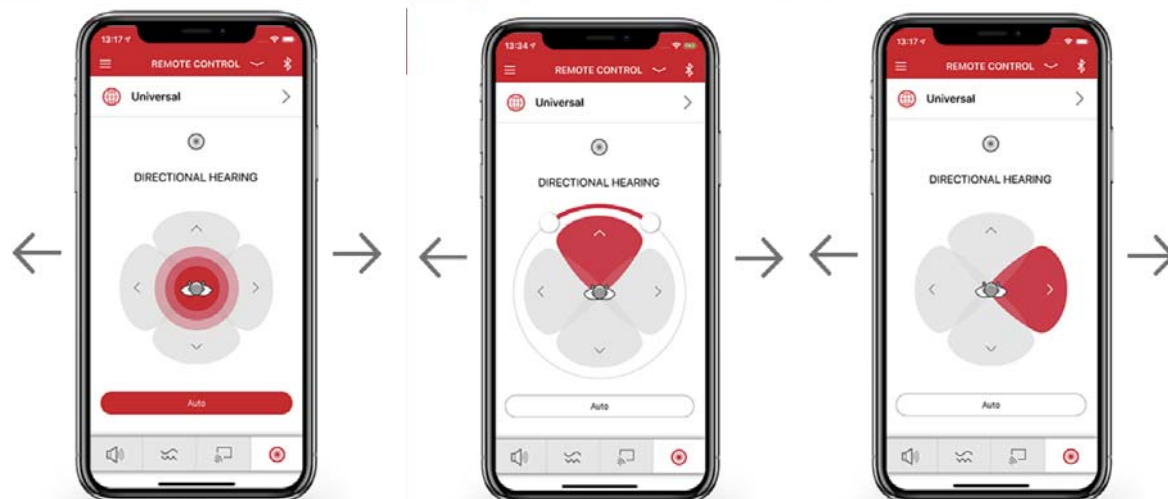 13:17
REMOTE CONTROL
Universal
DIRECTIONAL HEARING
Auto
13:34
REMOTE CONTROL
Universal
DIRECTIONAL HEARING
Auto
13:17
REMOTE CONTROL
Universal
DIRECTIONAL HEARING
Auto